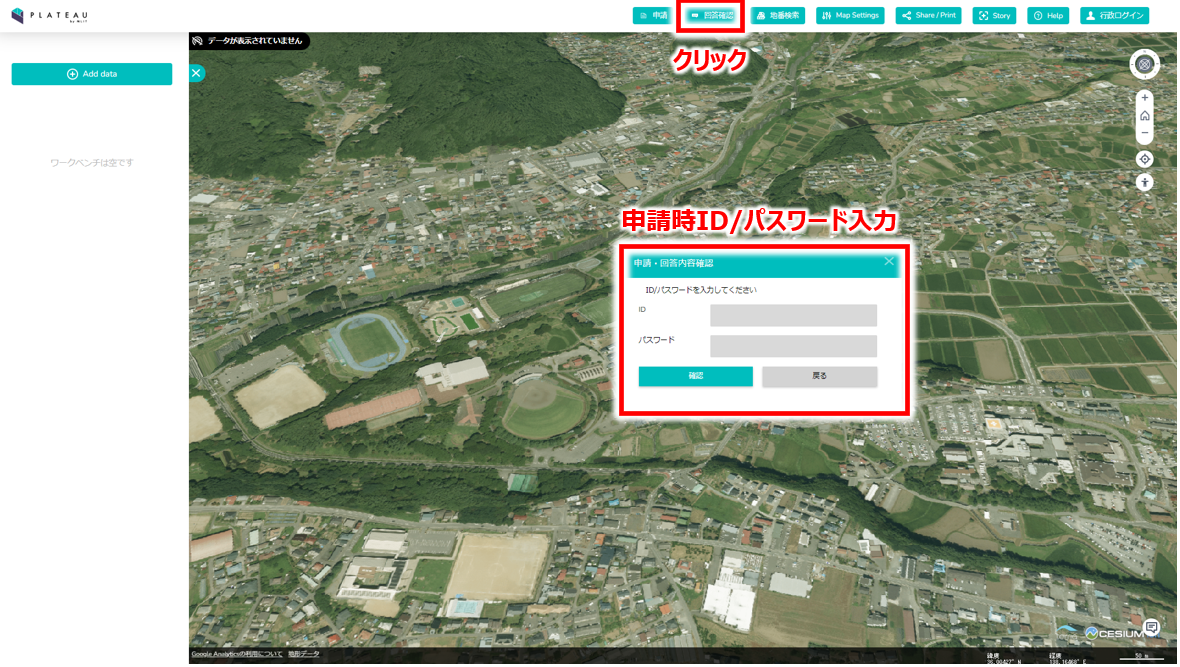 PLATEAU
by MLIT
申請
回答確認
地番検索
Map Settings
Share / Print
Story
Help
行政ログイン
クリック
データが表示されていません
Add data
ワークベンチは空です
申請時ID/パスワード入力
申請・回答内容確認
ID/パスワードを入力してください
ID
パスワード
確認
戻る
CESIUM
Google Analyticsの利用について 地形データ
緯度
経度
50 m